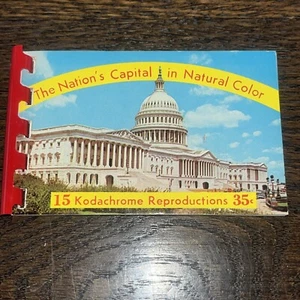 The Nation's Capital in Natural Color
15 Kodachrome Reproductions 35¢